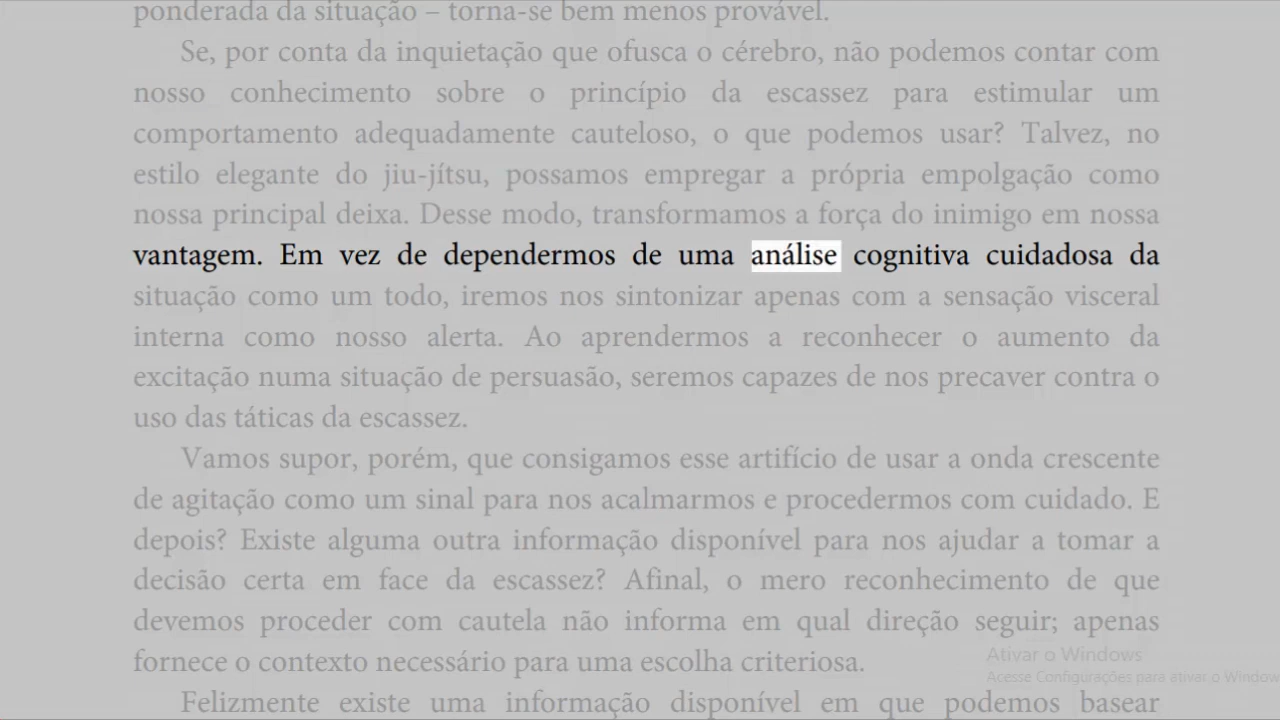 ponderada da situação – torna-se bem menos provável.
Se, por conta da inquietação que ofusca o cérebro, não podemos contar com
nosso conhecimento sobre o princípio da escassez para estimular um
comportamento adequadamente cauteloso, o que podemos usar? Talvez, no
estilo elegante do jiu-jítsu, possamos empregar a própria empolgação como
nossa principal deixa. Desse modo, transformamos a força do inimigo em nossa
vantagem. Em vez de dependermos de uma análise cognitiva cuidadosa da
situação como um todo, iremos nos sintonizar apenas com a sensação visceral
interna como nosso alerta. Ao aprendermos a reconhecer o aumento da
excitação numa situação de persuasão, seremos capazes de nos precaver contra o
uso das táticas da escassez.
Vamos supor, porém, que consigamos esse artifício de usar a onda crescente
de agitação como um sinal para nos acalmarmos e procedermos com cuidado. E
depois? Existe alguma outra informação disponível para nos ajudar a tomar a
decisão certa em face da escassez? Afinal, o mero reconhecimento de que
devemos proceder com cautela não informa em qual direção seguir; apenas
fornece o contexto necessário para uma escolha criteriosa.
Ativar o Windows
Acesse Configurações para ativar o Window
Felizmente existe uma informação disponível em que podemos basear